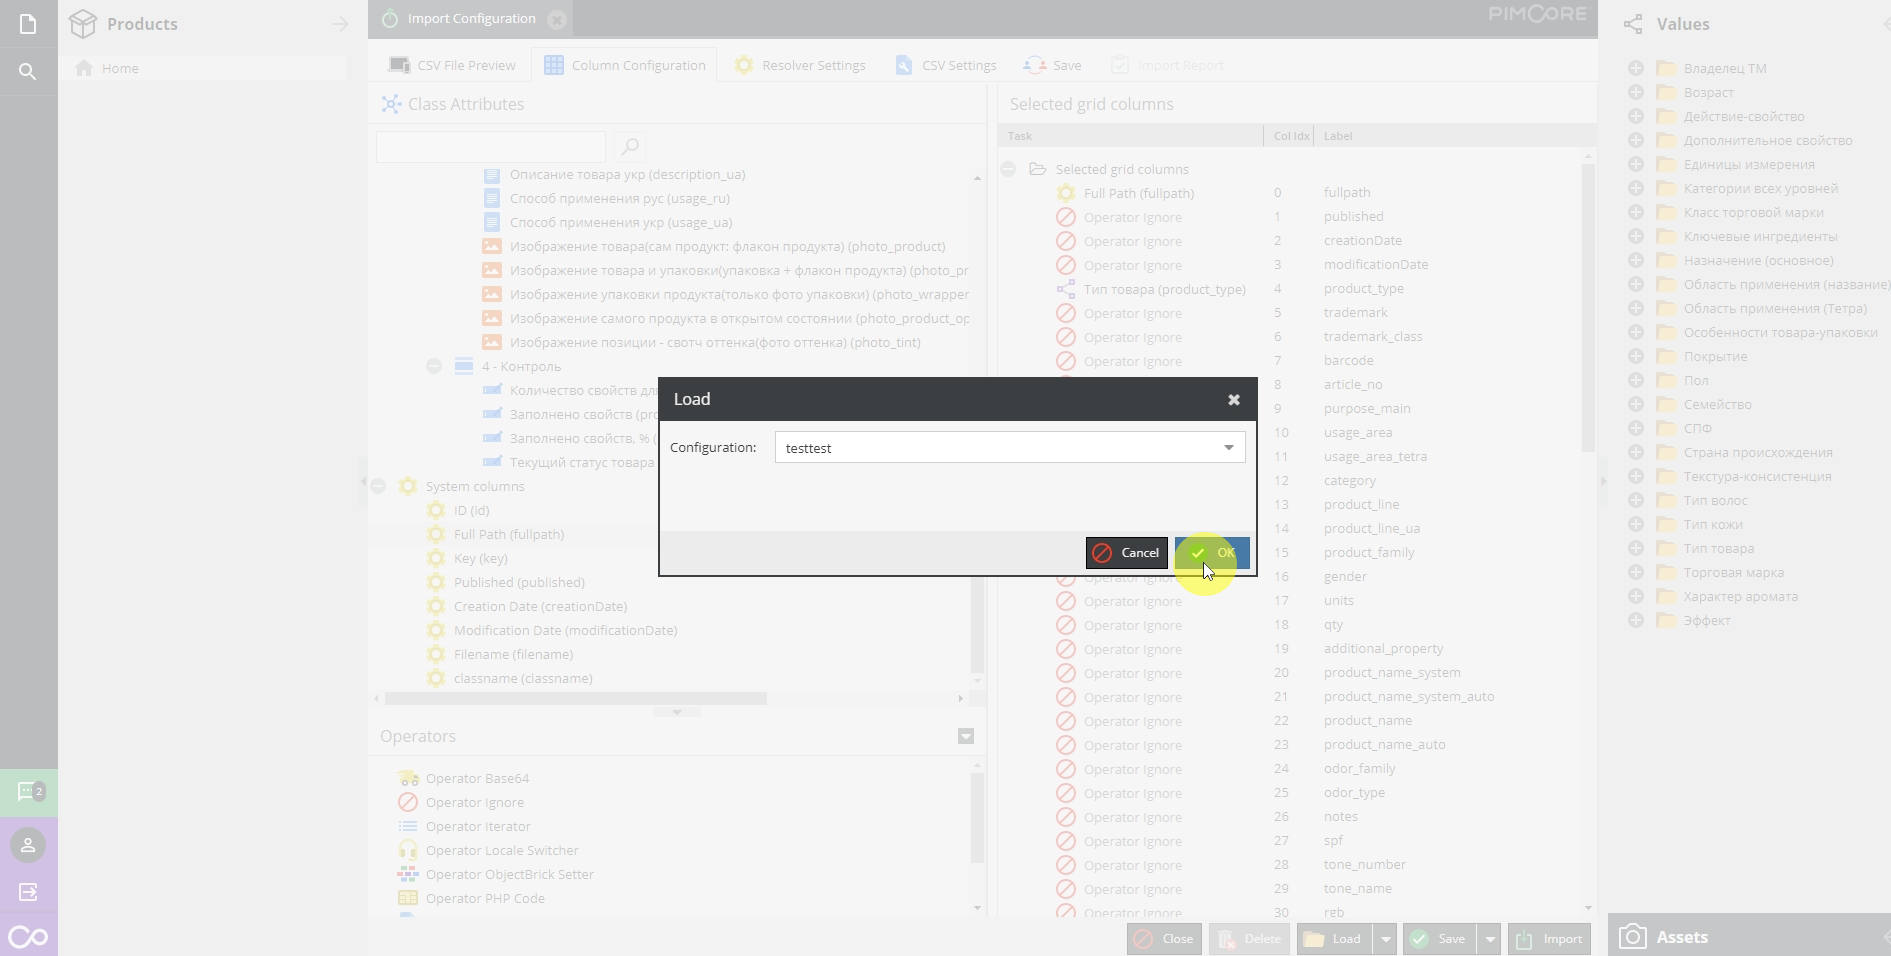 Products
Home
Import Configuration
PIMCORE
CSV File Preview
Column Configuration
Resolver Settings
CSV Settings
Save
Import Report
Class Attributes
Описание товара укр (description_ua)
Способ применения рус (usage_ru)
Способ применения укр (usage_ua)
Изображение товара(сам продукт: флакон продукта) (photo_product)
Изображение товара и упаковки(упаковка + флакон продукта) (photo_pr
Изображение упаковки продукта(только фото упаковки) (photo_wrapper
Изображение самого продукта в открытом состоянии (photo_product_op
Изображение позиции - свотч оттенка(фото оттенка) (photo_tint)
4 - Контроль
Количество свойств для
Заполнено свойств (pro
Заполнено свойств, % (
Текущий статус товара
System columns
ID (id)
Full Path (fullpath)
Key (key)
Published (published)
Creation Date (creationDate)
Modification Date (modificationDate)
Filename (filename)
classname (classname)
Operators
Operator Base64
Operator Ignore
Operator Iterator
Operator Locale Switcher
Operator ObjectBrick Setter
Operator PHP Code
Selected grid columns
Task Col Idx Label
Selected grid columns
Full Path (fullpath) 0 fullpath
Operator Ignore 1 published
Operator Ignore 2 creationDate
Operator Ignore 3 modificationDate
Тип товара (product_type) 4 product_type
Operator Ignore 5 trademark
Operator Ignore 6 trademark_class
Operator Ignore 7 barcode
8 article_no
9 purpose_main
10 usage_area
11 usage_area_tetra
12 category
13 product_line
14 product_line_ua
15 product_family
Operator Ignore 16 gender
Operator Ignore 17 units
Operator Ignore 18 qty
Operator Ignore 19 additional_property
Operator Ignore 20 product_name_system
Operator Ignore 21 product_name_system_auto
Operator Ignore 22 product_name
Operator Ignore 23 product_name_auto
Operator Ignore 24 odor_family
Operator Ignore 25 odor_type
Operator Ignore 26 notes
Operator Ignore 27 spf
Operator Ignore 28 tone_number
Operator Ignore 29 tone_name
Operator Ignore 30 rgb
Load
Configuration: testtest
Cancel
OK
Close
Delete
Load
Save
Import
Values
Владелец ТМ
Возраст
Действие-свойство
Дополнительное свойство
Единицы измерения
Категории всех уровней
Класс торговой марки
Ключевые ингредиенты
Назначение (основное)
Область применения (название)
Область применения (Тетра)
Особенности товара-упаковки
Покрытие
Пол
Семейство
СПФ
Страна происхождения
Текстура-консистенция
Тип волос
Тип кожи
Тип товара
Торговая марка
Характер аромата
Эффект
Assets
2